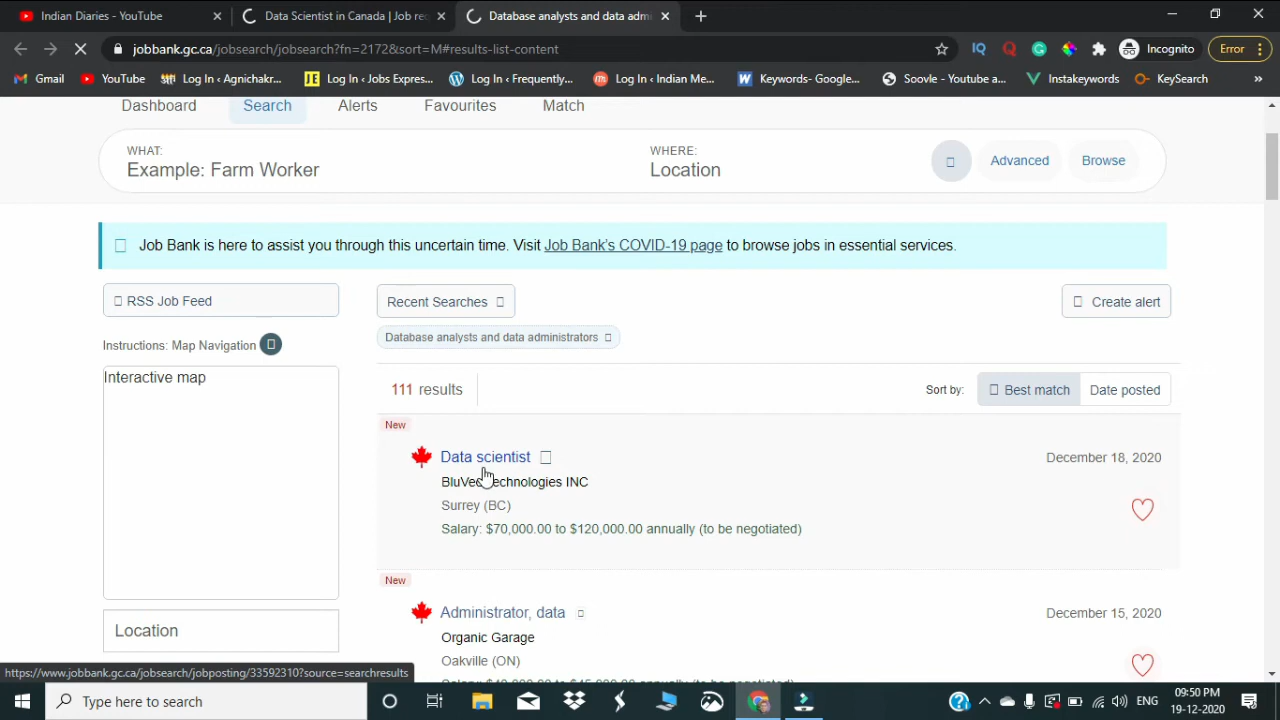 Indian Diaries - YouTube
Data Scientist in Canada | Job re
Database analysts and data admi
jobbank.gc.ca/jobsearch/jobsearch?fn=2172&sort=M#results-list-content
IQ
Incognito
Error
Gmail
YouTube
Log In ‹ Agnichakr...
JE Log In ‹ Jobs Expres...
Log In ‹ Frequently...
Log In ‹ Indian Me...
Keywords- Google...
Soovle - Youtube a...
Instakeywords
KeySearch
»
Dashboard
Search
Alerts
Favourites
Match
WHAT:
Example: Farm Worker
WHERE:
Location
Advanced
Browse
Job Bank is here to assist you through this uncertain time. Visit Job Bank's COVID-19 page to browse jobs in essential services.
RSS Job Feed
Recent Searches
Create alert
Instructions: Map Navigation
Database analysts and data administrators
Interactive map
111 results
Sort by:
Best match
Date posted
New
Data scientist
December 18, 2020
Technologies INC
Surrey (BC)
Salary: $70,000.00 to $120,000.00 annually (to be negotiated)
New
Administrator, data
December 15, 2020
Organic Garage
Location
Oakville (ON)
https://www.jobbank.gc.ca/jobsearch/jobposting/33592310?source=searchresults
Type here to search
ENG
09:50 PM
19-12-2020